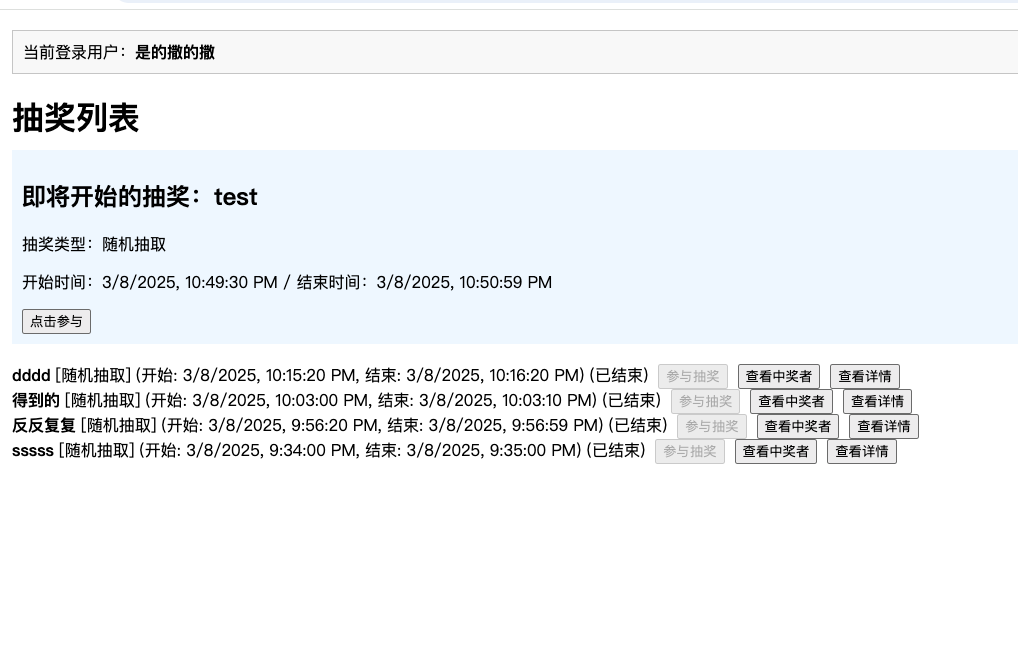 当前登录用户：是的撒的撒
抽奖列表
即将开始的抽奖：test
抽奖类型：随机抽取
开始时间：3/8/2025, 10:49:30 PM / 结束时间：3/8/2025, 10:50:59 PM
点击参与
dddd [随机抽取] (开始: 3/8/2025, 10:15:20 PM, 结束: 3/8/2025, 10:16:20 PM) (已结束) 参与抽奖 查看中奖者 查看详情
得到的 [随机抽取] (开始: 3/8/2025, 10:03:00 PM, 结束: 3/8/2025, 10:03:10 PM) (已结束) 参与抽奖 查看中奖者 查看详情
反反复复 [随机抽取] (开始: 3/8/2025, 9:56:20 PM, 结束: 3/8/2025, 9:56:59 PM) (已结束) 参与抽奖 查看中奖者 查看详情
sssss [随机抽取] (开始: 3/8/2025, 9:34:00 PM, 结束: 3/8/2025, 9:35:00 PM) (已结束) 参与抽奖 查看中奖者 查看详情